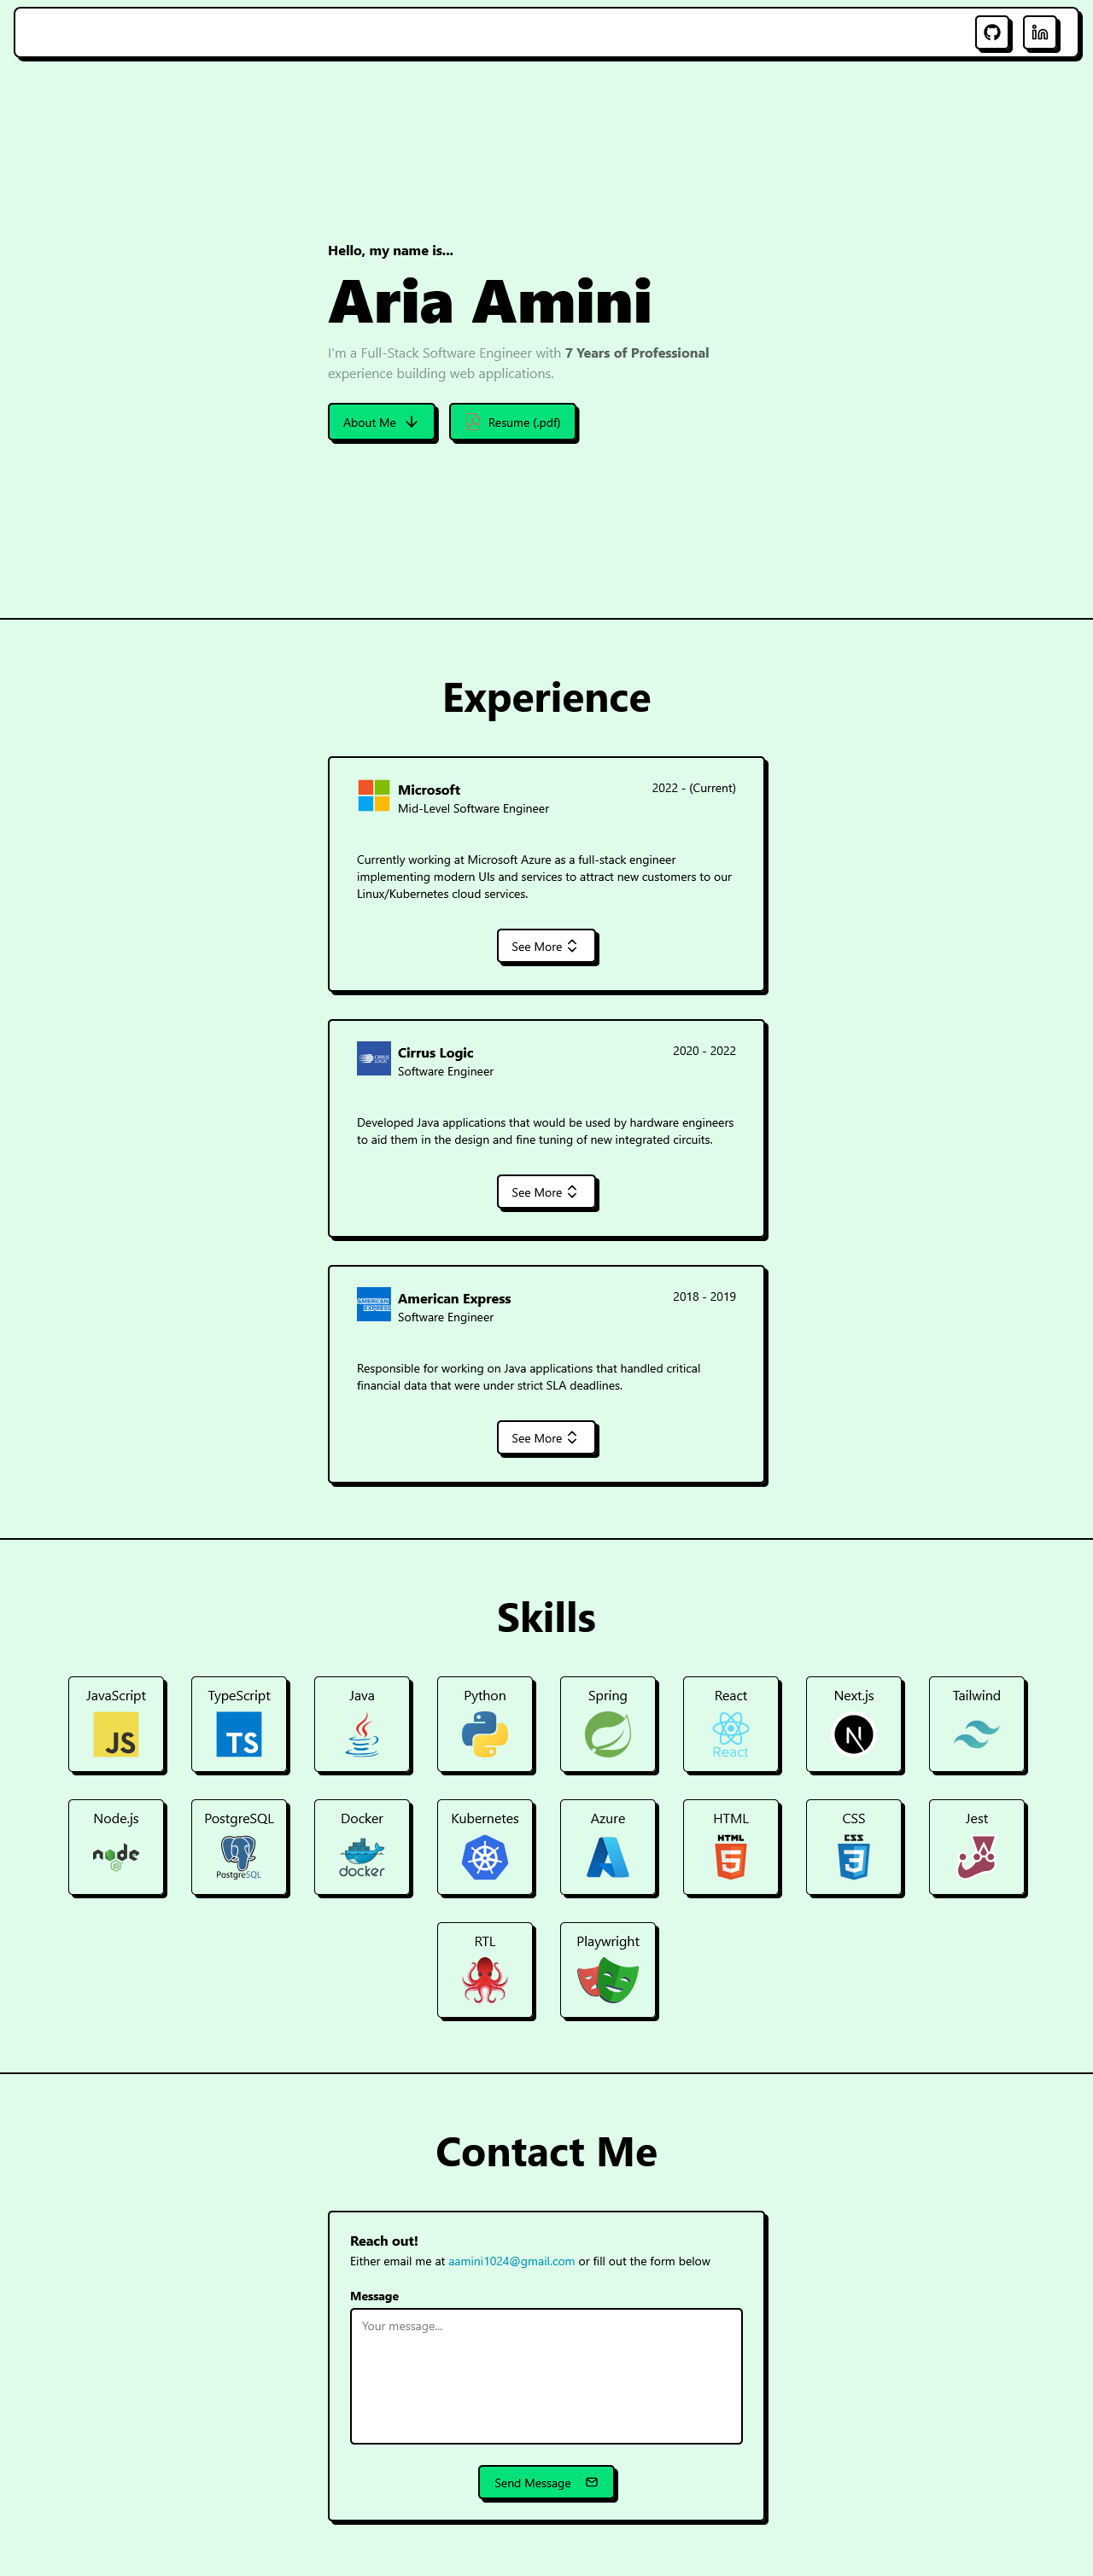 Hello, my name is...
Aria Amini
I'm a Full-Stack Software Engineer with 7 Years of Professional
experience building web applications.
About Me
Resume (.pdf)
Experience
Microsoft
2022 - (Current)
Mid-Level Software Engineer
Currently working at Microsoft Azure as a full-stack engineer
implementing modern UIs and services to attract new customers to our
Linux/Kubernetes cloud services.
See More
CIRRUS
LOGIC
Cirrus Logic
2020 - 2022
Software Engineer
Developed Java applications that would be used by hardware engineers
to aid them in the design and fine tuning of new integrated circuits.
See More
AMERICAN
EXPRESS
American Express
2018 - 2019
Software Engineer
Responsible for working on Java applications that handled critical
financial data that were under strict SLA deadlines.
See More
Skills
JavaScript
TypeScript
Java
Python
Spring
React
Next.js
Tailwind
JS
TS
React
N
Node.js
PostgreSQL
Docker
Kubernetes
Azure
HTML
CSS
Jest
node
JS
PostgreSQL
docker
HTML
5
CSS
3
RTL
Playwright
Contact Me
Reach out!
Either email me at aamini1024@gmail.com or fill out the form below
Message
Your message...
Send Message